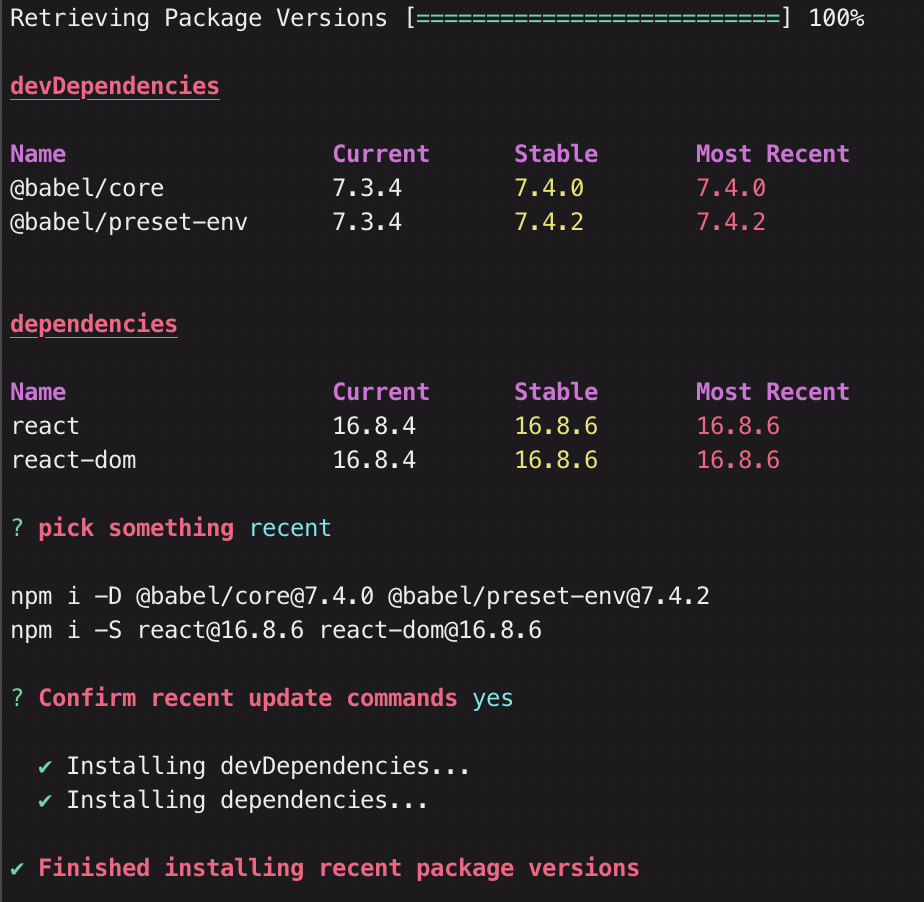 Retrieving Package Versions [==========================] 100%
devDependencies
Name Current Stable Most Recent
@babel/core 7.3.4 7.4.0 7.4.0
@babel/preset-env 7.3.4 7.4.2 7.4.2
dependencies
Name Current Stable Most Recent
react 16.8.4 16.8.6 16.8.6
react-dom 16.8.4 16.8.6 16.8.6
? pick something recent
npm i -D @babel/core@7.4.0 @babel/preset-env@7.4.2
npm i -S react@16.8.6 react-dom@16.8.6
? Confirm recent update commands yes
✔ Installing devDependencies...
✔ Installing dependencies...
✔ Finished installing recent package versions